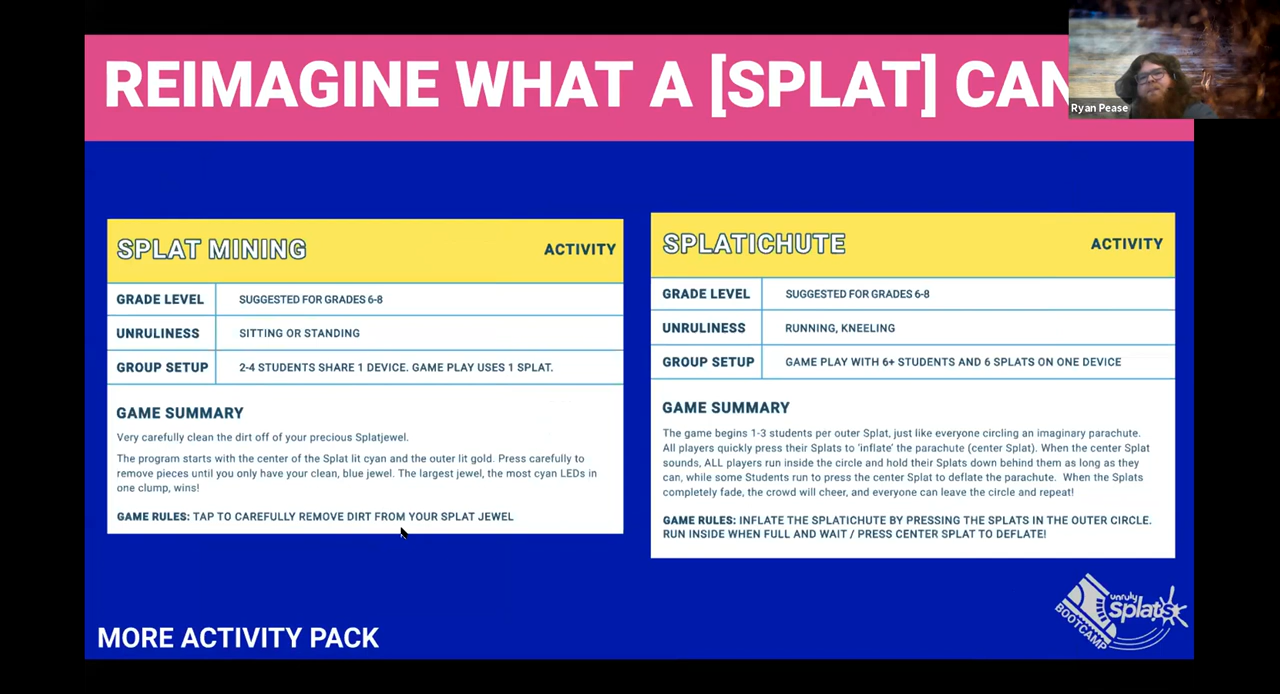 REIMAGINE WHAT A [SPLAT] CAN
Ryan Pease
SPLAT MINING
ACTIVITY
GRADE LEVEL
SUGGESTED FOR GRADES 6-8
UNRULINESS
SITTING OR STANDING
GROUP SETUP
2-4 STUDENTS SHARE 1 DEVICE. GAME PLAY USES 1 SPLAT.
GAME SUMMARY
Very carefully clean the dirt off of your precious Splatjewel.
The program starts with the center of the Splat lit cyan and the outer lit gold. Press carefully to
remove pieces until you only have your clean, blue jewel. The largest jewel, the most cyan LEDs in
one clump, wins!
GAME RULES: TAP TO CAREFULLY REMOVE DIRT FROM YOUR SPLAT JEWEL
SPLATICHUTE
ACTIVITY
GRADE LEVEL
SUGGESTED FOR GRADES 6-8
UNRULINESS
RUNNING, KNEELING
GROUP SETUP
GAME PLAY WITH 6+ STUDENTS AND 6 SPLATS ON ONE DEVICE
GAME SUMMARY
The game begins 1-3 students per outer Splat, just like everyone circling an imaginary parachute.
All players quickly press their Splats to 'inflate' the parachute (center Splat). When the center Splat
sounds, ALL players run inside the circle and hold their Splats down behind them as long as they
can, while some Students run to press the center Splat to deflate the parachute. When the Splats
completely fade, the crowd will cheer, and everyone can leave the circle and repeat!
GAME RULES: INFLATE THE SPLATICHUTE BY PRESSING THE SPLATS IN THE OUTER CIRCLE.
RUN INSIDE WHEN FULL AND WAIT / PRESS CENTER SPLAT TO DEFLATE!
MORE ACTIVITY PACK
unruly
splats
BOOTCAMP